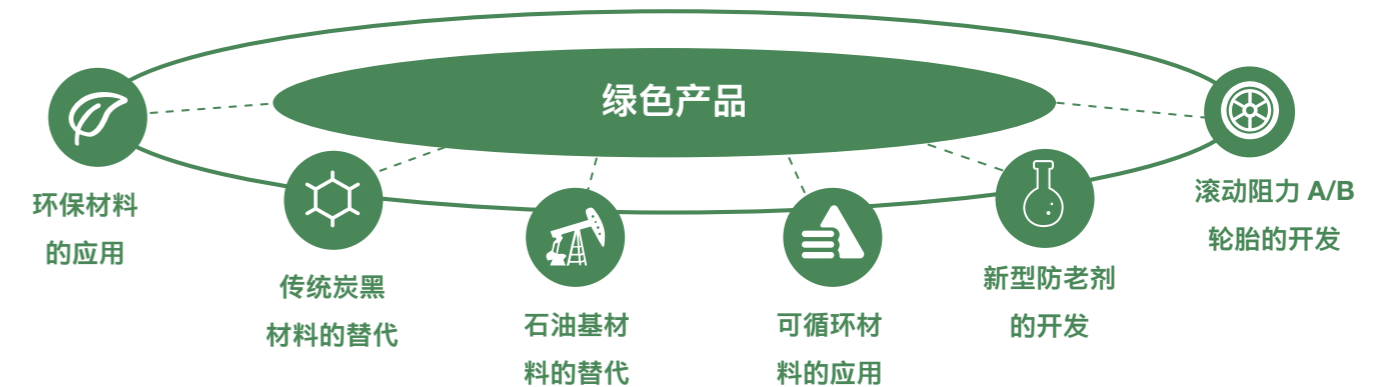 绿色产品
环保材料
的应用
传统炭黑
材料的替代
石油基材
料的替代
可循环材
料的应用
新型防老剂
的开发
滚动阻力 A/B
轮胎的开发